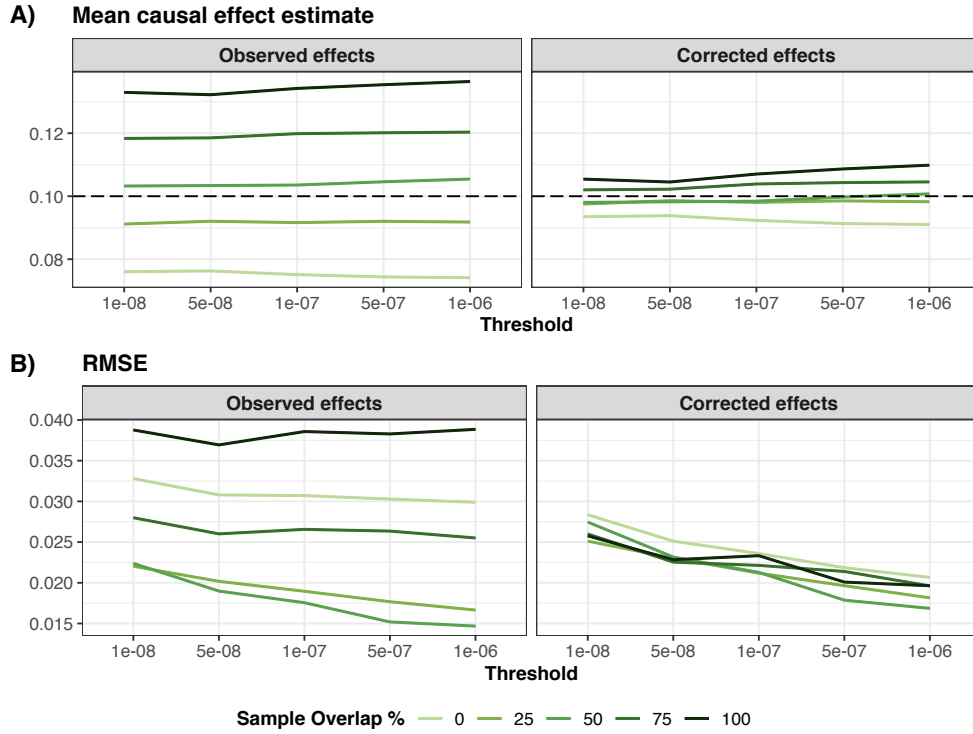 A) Mean causal effect estimate
Observed effects
Corrected effects
0.12
0.10
0.08
1e-08 5e-08 1e-07 5e-07 1e-06
1e-08 5e-08 1e-07 5e-07 1e-06
Threshold
B) RMSE
Observed effects
Corrected effects
0.040
0.035
0.030
0.025
0.020
0.015
1e-08 5e-08 1e-07 5e-07 1e-06
1e-08 5e-08 1e-07 5e-07 1e-06
Threshold
Sample Overlap % 0 25 50 75 100